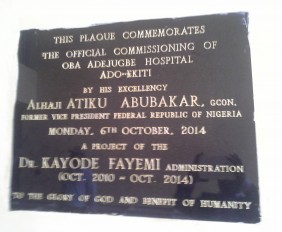 THIS PLAQUE COMMEMORATES
THE OFFICIAL COMMISSIONING OF
OBA ADEJUGBE HOSPITAL
ADO-EKITI
BY HIS EXCELLENCY
ALHAJI ATIKU ABUBAKAR, GCON,
FORMER VICE PRESIDENT FEDERAL REPUBLIC OF NIGERIA
MONDAY, 6TH OCTOBER, 2014
A PROJECT OF THE
DR. KAYODE FAYEMI ADMINISTRATION
(OCT. 2010 - OCT. 2014)
TO THE GLORY OF GOD AND BENEFIT OF HUMANITY